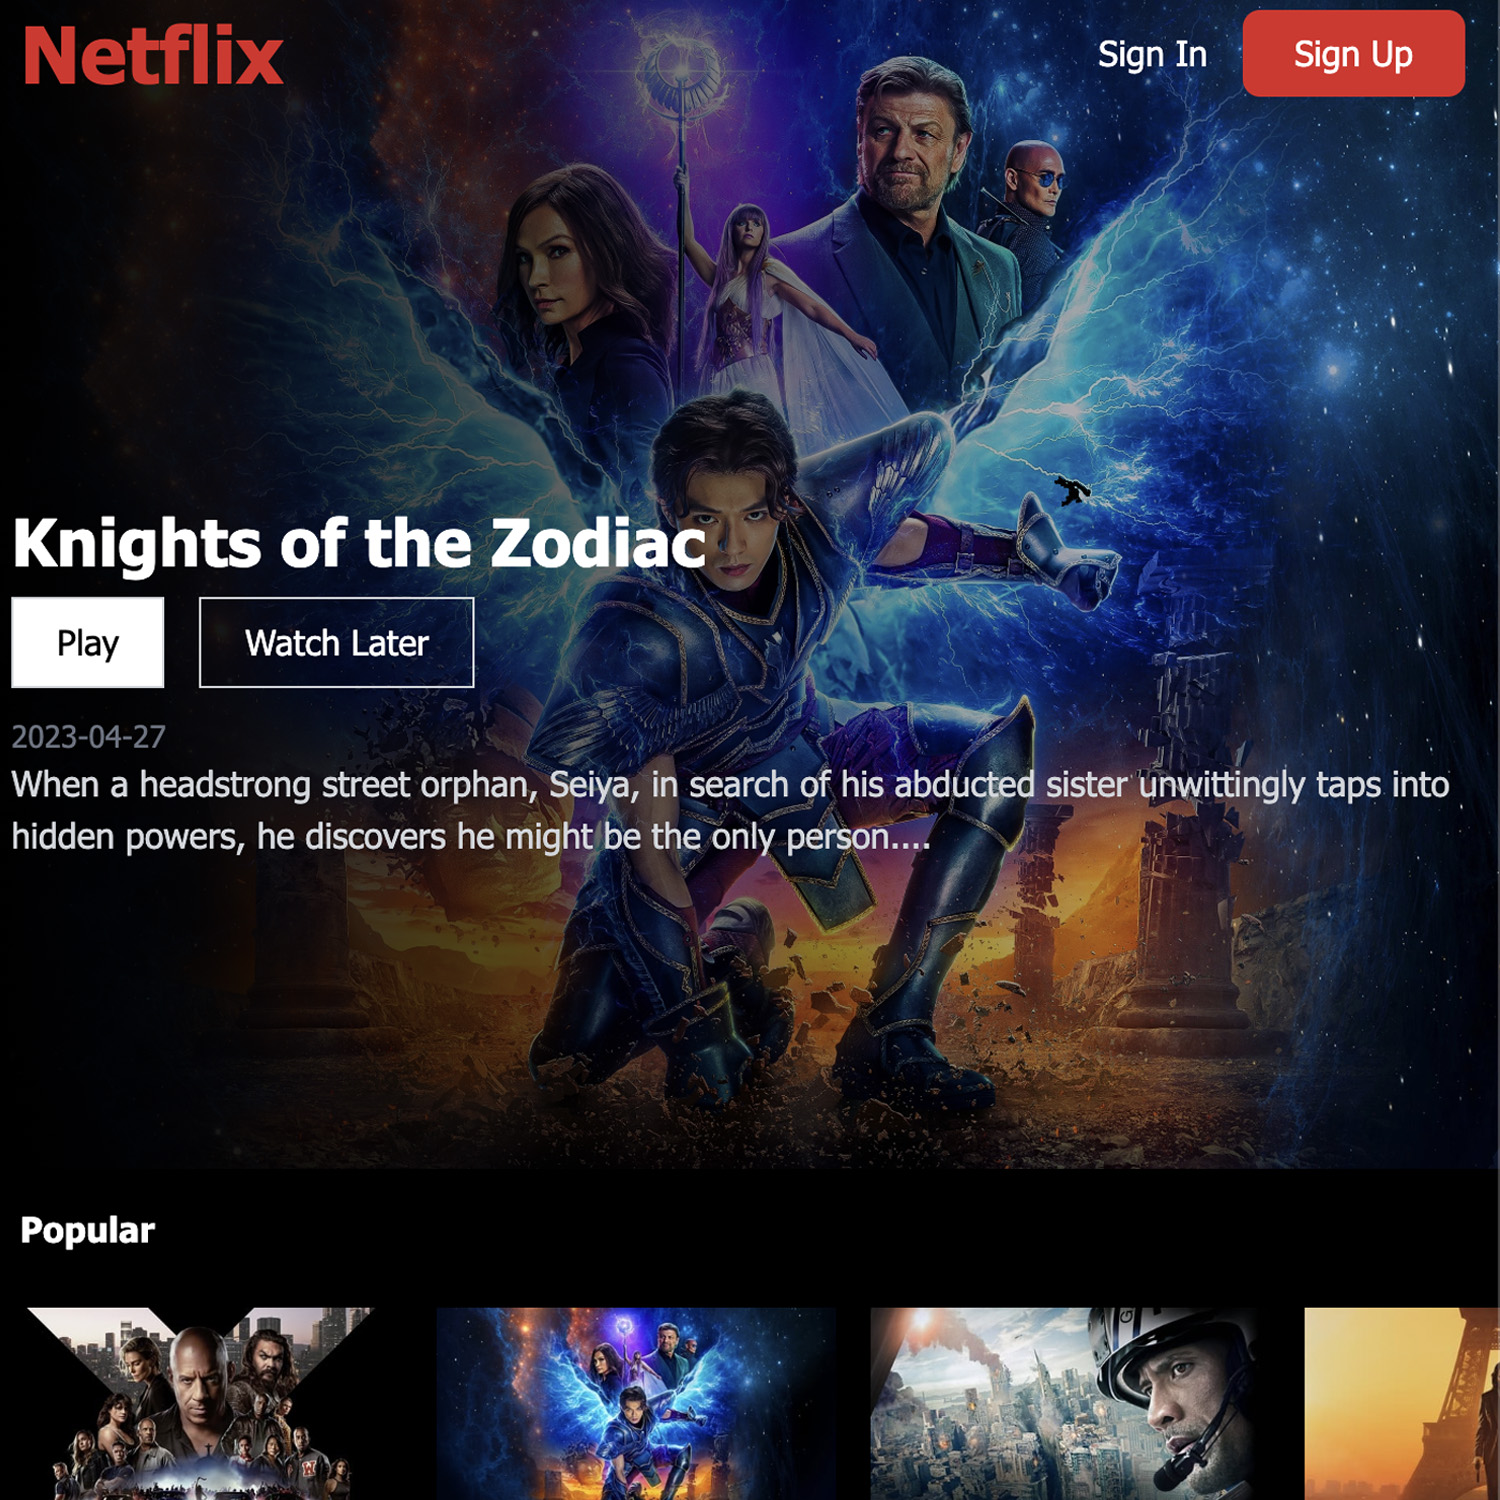 Netflix
Sign In
Sign Up
Knights of the Zodiac
Play
Watch Later
2023-04-27
When a headstrong street orphan, Seiya, in search of his abducted sister unwittingly taps into
hidden powers, he discovers he might be the only person....
Popular